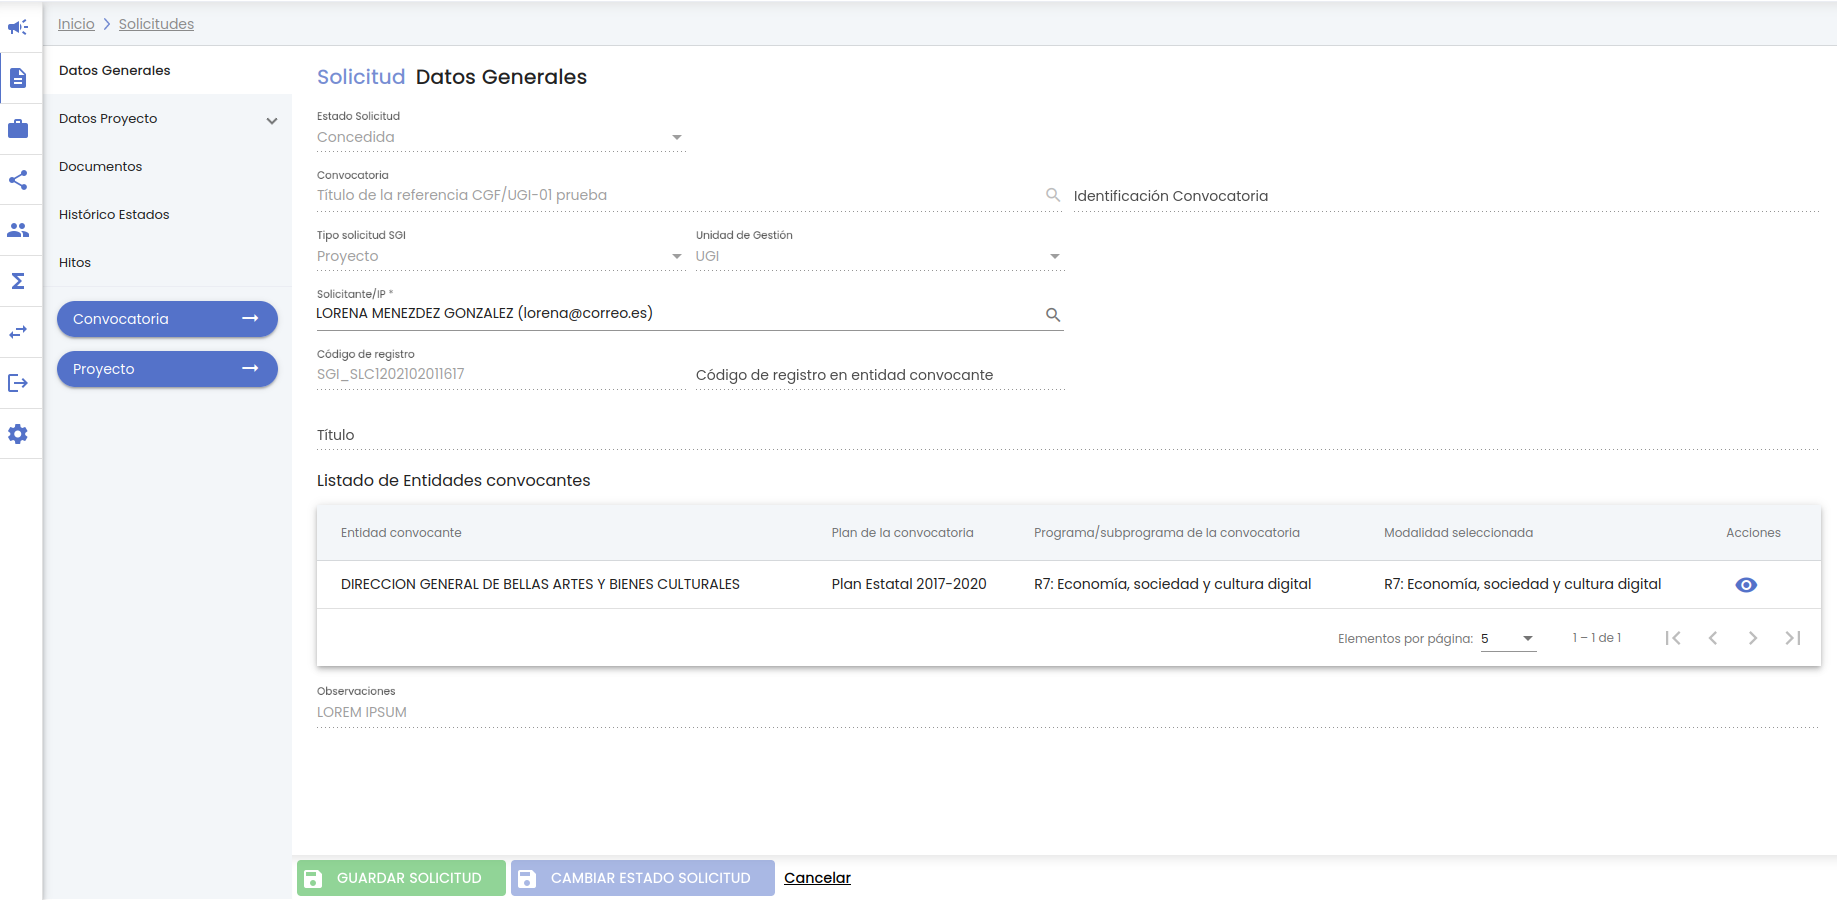 Inicio > Solicitudes
Datos Generales
Datos Proyecto
Documentos
Histórico Estados
Hitos
Convocatoria
Proyecto
Solicitud Datos Generales
Estado Solicitud
Concedida
Convocatoria
Título de la referencia CGF/UGI-01 prueba
Identificación Convocatoria
Tipo solicitud SGI
Unidad de Gestión
Proyecto
UGI
Solicitante/IP *
LORENA MENEZDEZ GONZALEZ (lorena@correo.es)
Código de registro
SGI_SLC1202102011617
Código de registro en entidad convocante
Título
Listado de Entidades convocantes
Entidad convocante Plan de la convocatoria Programa/subprograma de la convocatoria Modalidad seleccionada Acciones
DIRECCION GENERAL DE BELLAS ARTES Y BIENES CULTURALES Plan Estatal 2017-2020 R7: Economía, sociedad y cultura digital R7: Economía, sociedad y cultura digital
Elementos por página: 5 1 – 1 de 1
Observaciones
LOREM IPSUM
GUARDAR SOLICITUD CAMBIAR ESTADO SOLICITUD Cancelar